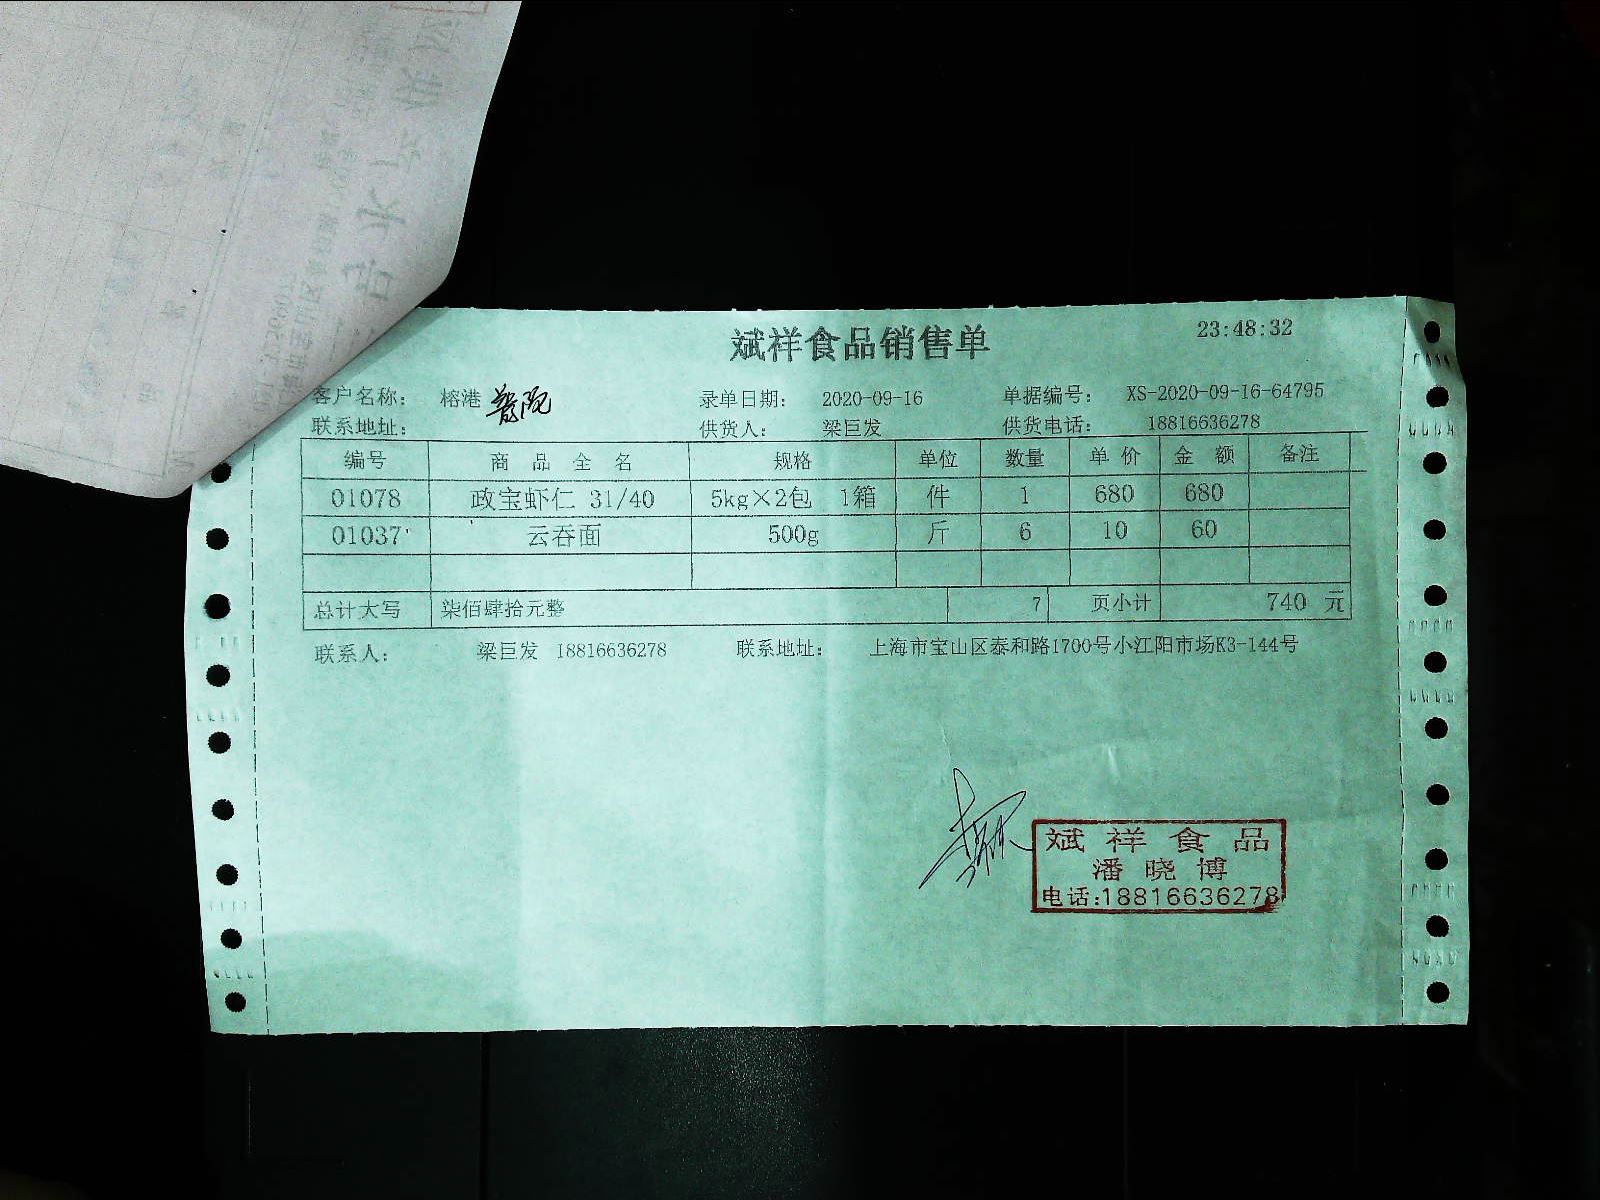 斌祥食品销售单 23:48:32
客户名称： 榕港 普陀 录单日期： 2020-09-16 单据编号： XS-2020-09-16-64795
联系地址： 供货人： 梁巨发 供货电话： 18816636278
编号 商品全名 规格 单位 数量 单价 金额 备注
01078 政宝虾仁 31/40 5kg×2包 1箱 件 1 680 680
01037 云吞面 500g 斤 6 10 60
总计大写 柒佰肆拾元整 7 页小计 740 元
联系人： 梁巨发 18816636278 联系地址： 上海市宝山区泰和路1700号小江阳市场K3-144号
斌祥食品
潘晓博
电话:18816636278